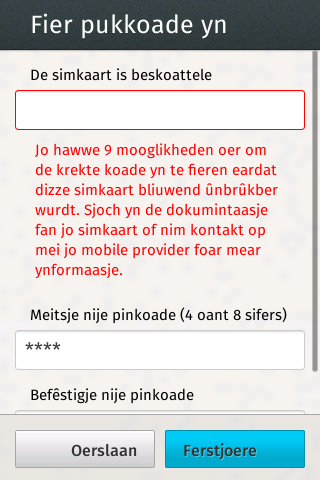 Fier pukkoade yn
De simkaart is beskoattele
Jo hawwe 9 mooglikheden oer om
de krekte koade yn te fieren eardat
dizze simkaart bliuwend ûnbrûkber
wurdt. Sjoch yn de dokumintaasje
fan jo simkaart of nim kontakt op
mei jo mobile provider foar mear
ynformaasje.
Meitsje nije pinkoade (4 oant 8 sifers)
****
Befêstigje nije pinkoade
Oerslaan
Ferstjoere